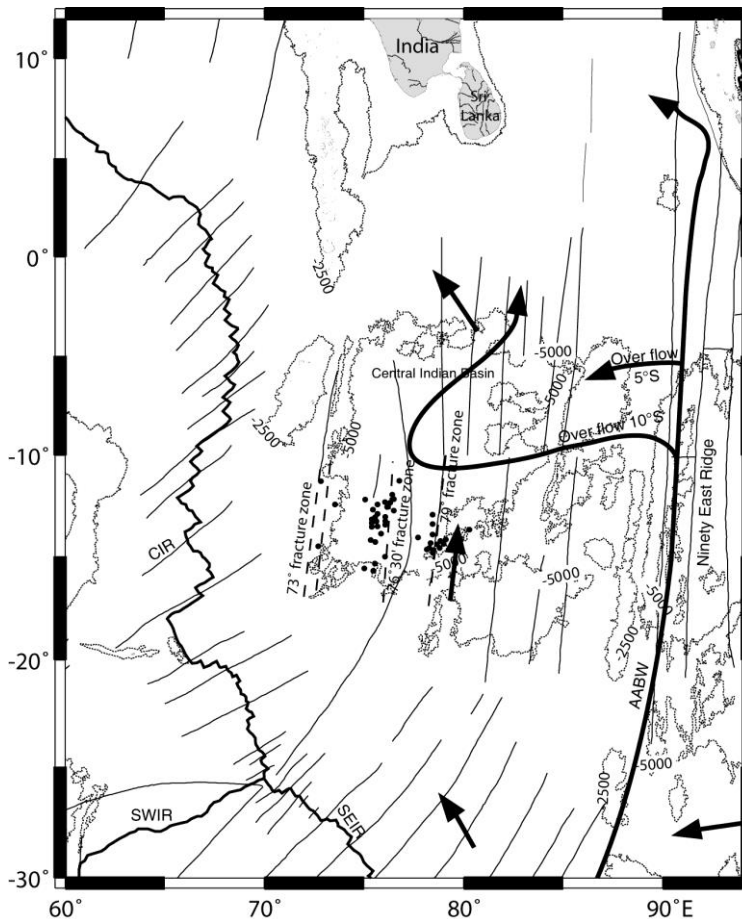 10°
0°
-10°
-20°
-30°
60°
70°
80°
90° E
India
Sri
Lanka
-2500
-5000
Over flow
5°S
-5000
Central Indian Basin
-2500
-5000
Over flow 10°S
73° fracture zone
76°30' fracture zone
79° fracture zone
Ninety East Ridge
CIR
-5000
-5000
-5000
2500
AABW
-5000
-2500
SWIR
SEIR